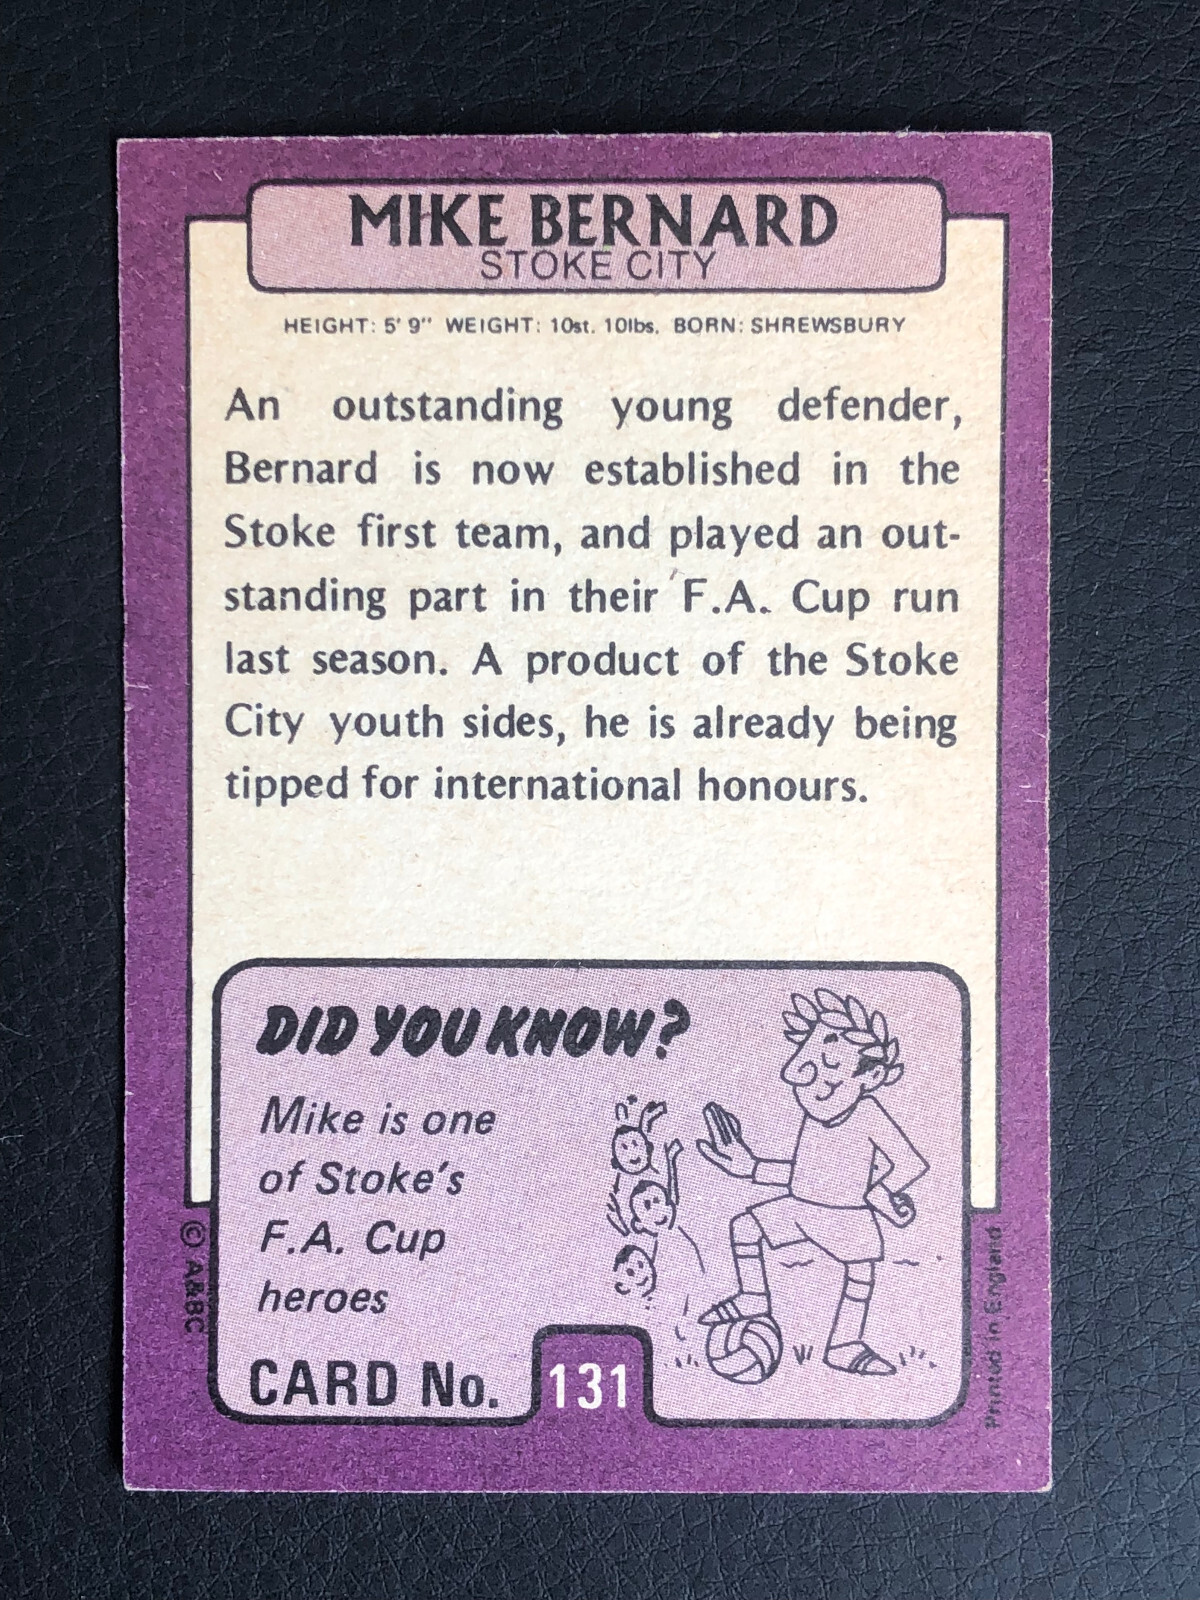 MIKE BERNARD
STOKE CITY
HEIGHT: 5' 9" WEIGHT: 10st. 10lbs. BORN: SHREWSBURY
An outstanding young defender,
Bernard is now established in the
Stoke first team, and played an out-
standing part in their F.A. Cup run
last season. A product of the Stoke
City youth sides, he is already being
tipped for international honours.
DID YOU KNOW?
Mike is one
of Stoke's
F.A. Cup
heroes
CARD No. 131
© A&BC
Printed in England